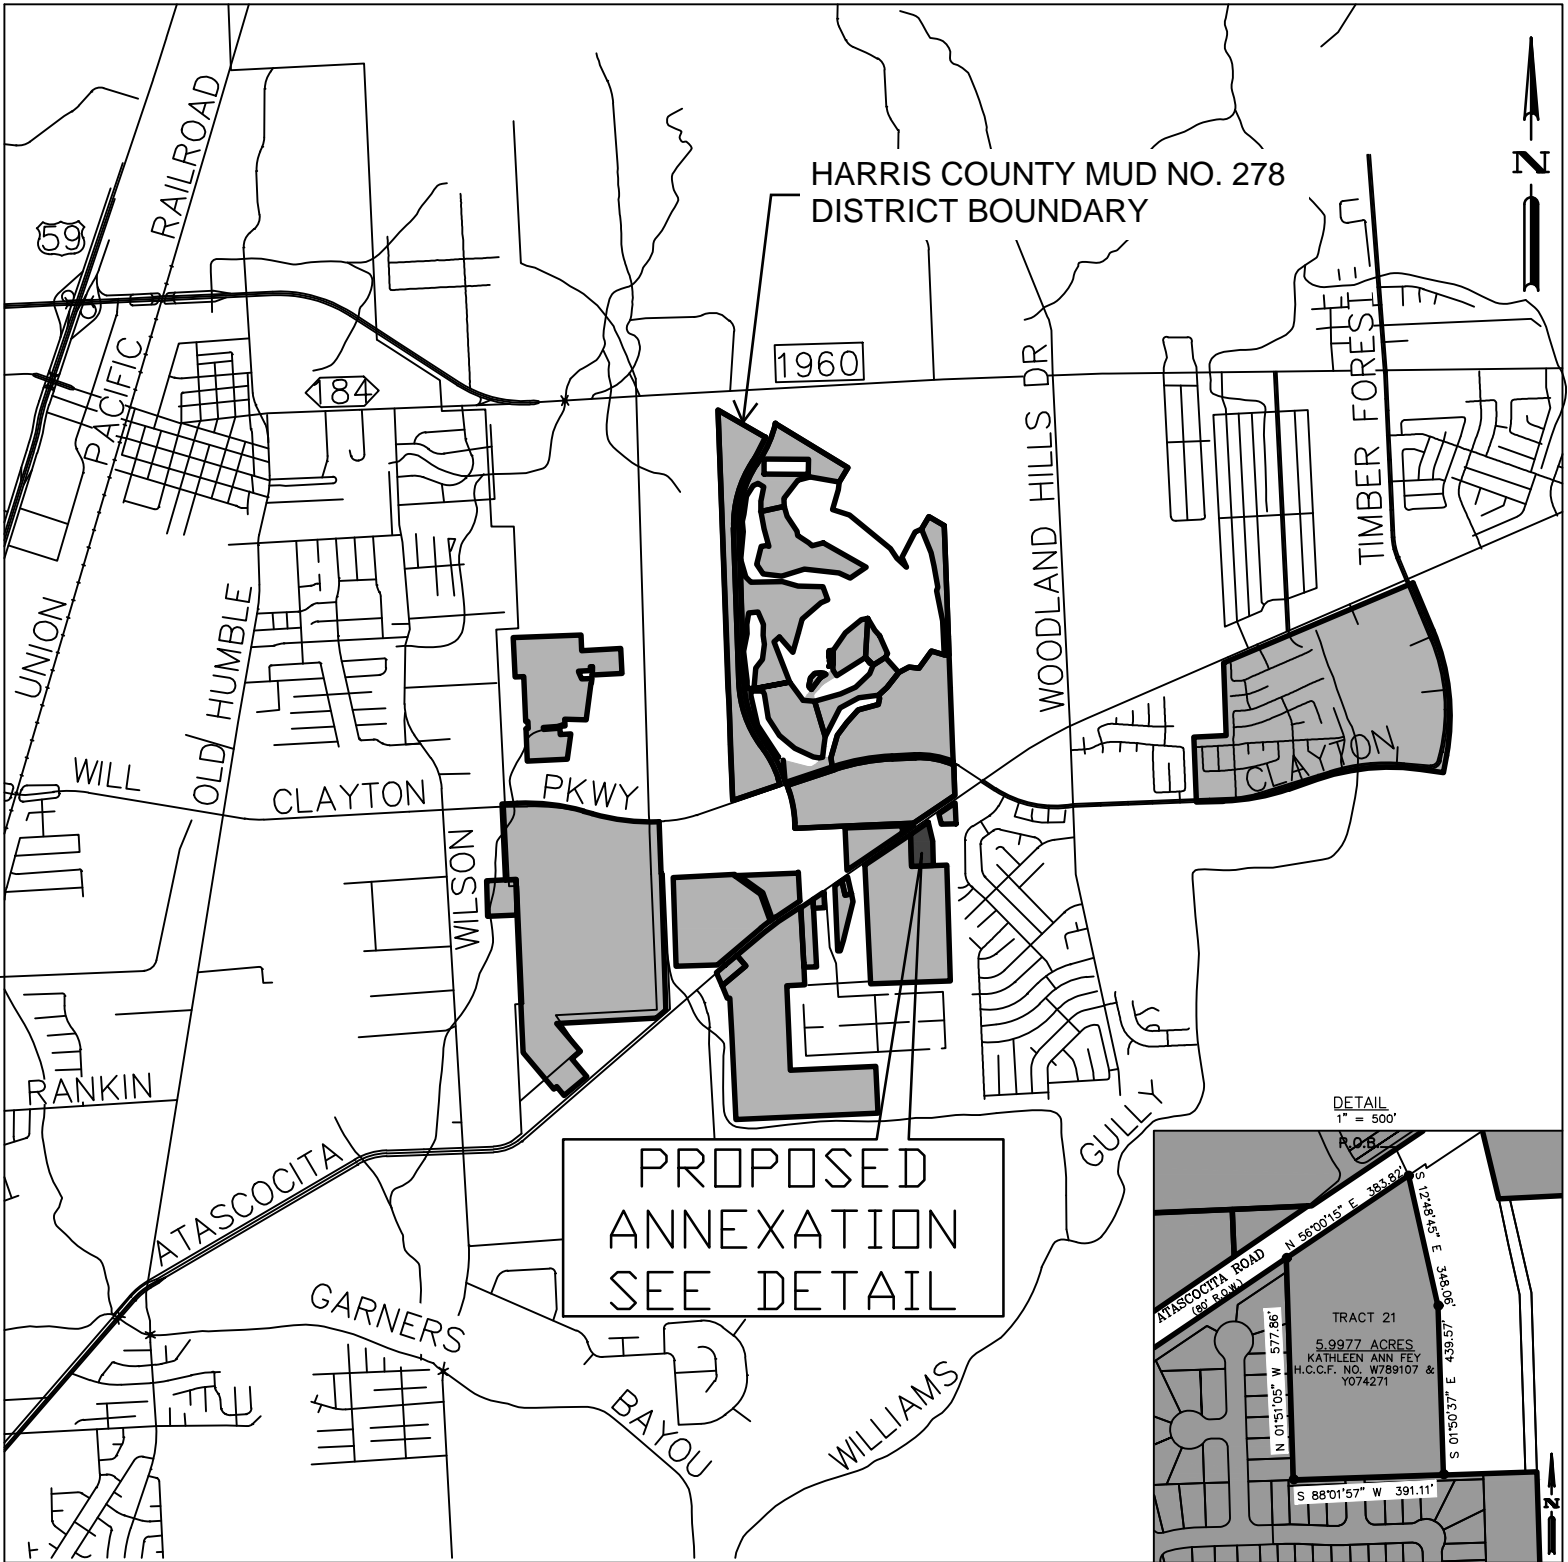 HARRIS COUNTY MUD NO. 278
DISTRICT BOUNDARY
N
59
RAILROAD
PACIFIC
UNION
184
1960
WOODLAND HILLS DR
TIMBER FOREST
OLD HUMBLE
WILL
CLAYTON
PKWY
CLAYTON
WILSON
RANKIN
ATASCOCITA
GULLY
PROPOSED
ANNEXATION
SEE DETAIL
GARNERS
BAYOU
WILLIAMS
DETAIL
1" = 500'
P.O.B.
N 56°00'15" E 383.82'
S 12°48'45" E 348.06'
ATASCOCITA ROAD
(80' R.O.W.)
N 01°51'05" W 577.86'
TRACT 21
5.9977 ACRES
KATHLEEN ANN FEY
H.C.C.F. NO. W789107 &
Y074271
S 01°50'37" E 439.57'
S 88°01'57" W 391.11'
N